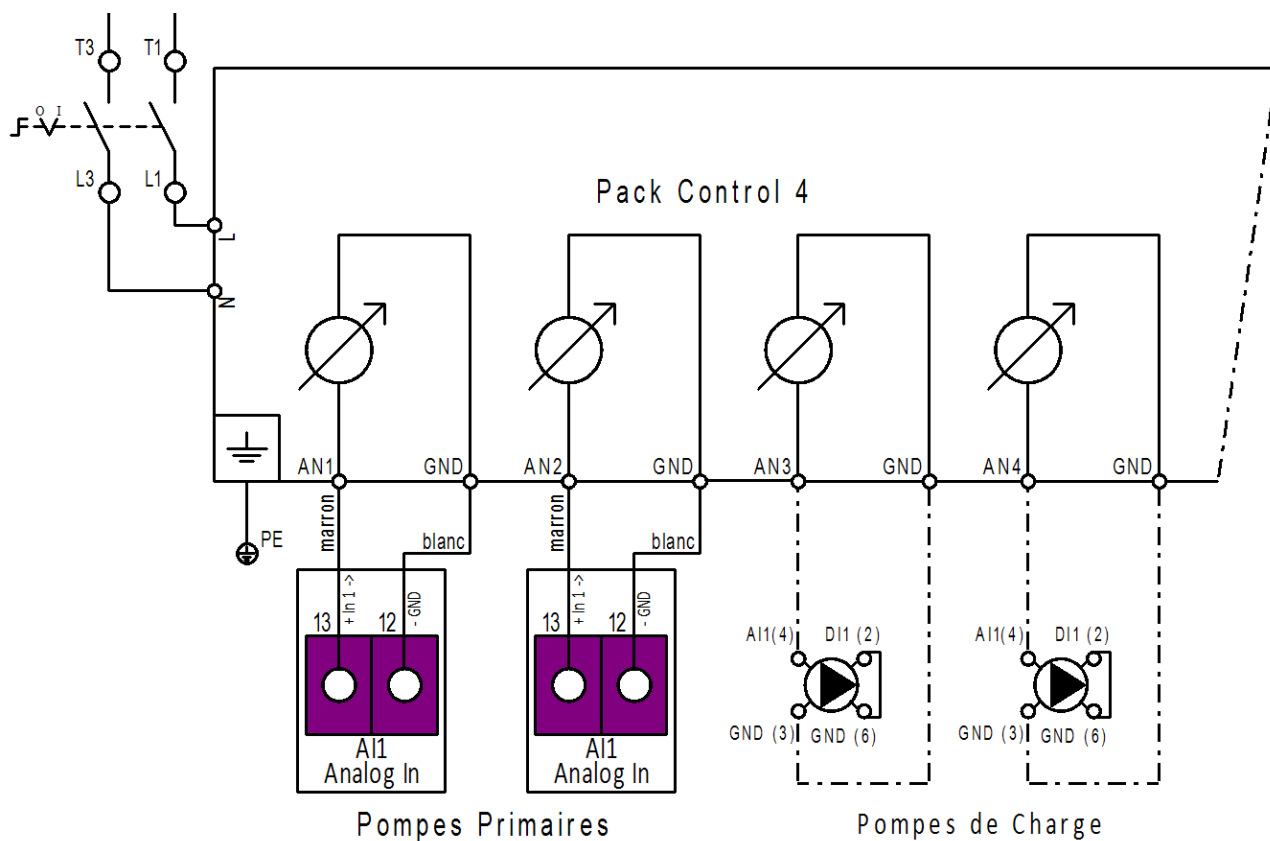 T3 T1
O I
L3 L1
Pack Control 4
L
N
AN1 GND AN2 GND AN3 GND AN4 GND
PE
marron blanc marron blanc
13 + In 1 -> 12 - GND
13 + In 1 -> 12 - GND
AI1(4) DI1 (2) AI1(4) DI1 (2)
GND (3) GND (6) GND (3) GND (6)
AI1 AI1
Analog In Analog In
Pompes Primaires Pompes de Charge